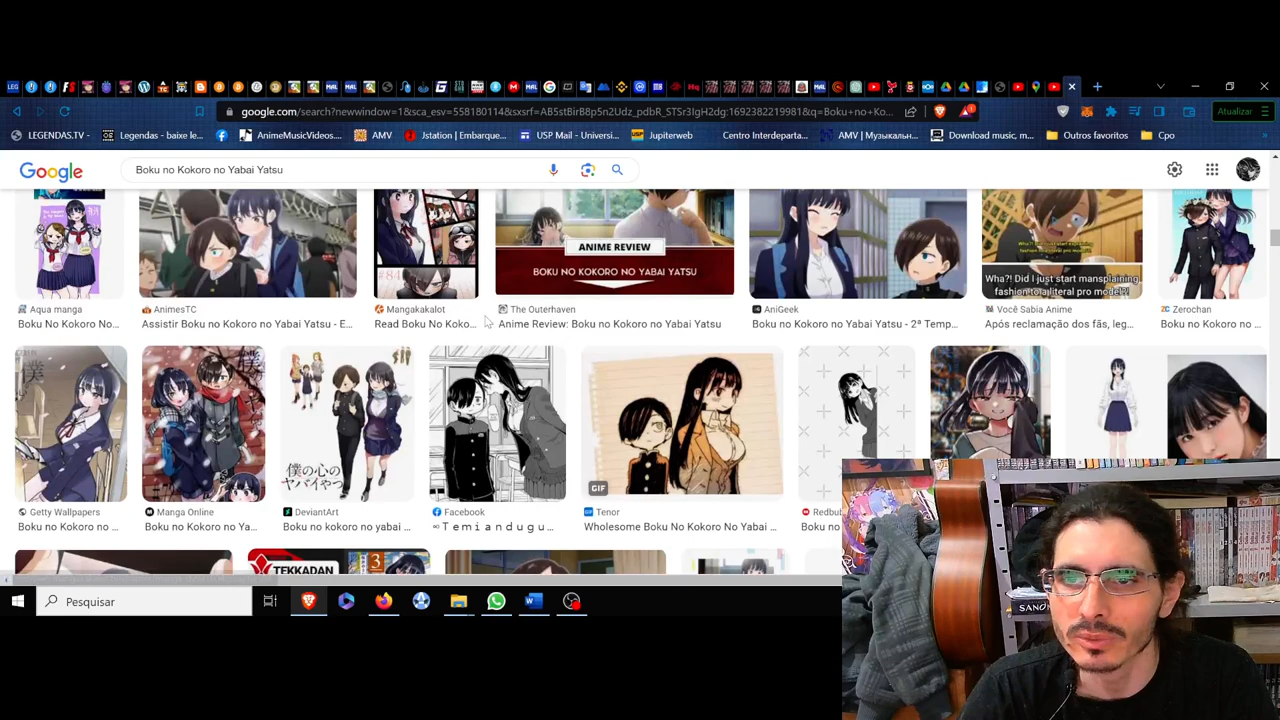 google.com/search?newwindow=1&sca_esv=558180114&sxsrf=AB5stBirB8p5n2Udz_pdbR_STSr3IgH2dg:1692382219981&q=Boku+no+Ko...
Atualizar
LEGENDAS.TV -
Legendas - baixe le...
AnimeMusicVideos....
AMV
Jstation | Embarque...
USP Mail - Universi...
Jupiterweb
Centro Interdeparta...
AMV | Музыкальн...
Download music, m...
Outros favoritos
Cpo
Google
Boku no Kokoro no Yabai Yatsu
#84
ANIME REVIEW
BOKU NO KOKORO NO YABAI YATSU
Wha?! Did I just start mansplaining
fashion to a literal pro model?!
Aqua manga
Boku No Kokoro No...
AnimesTC
Assistir Boku no Kokoro no Yabai Yatsu - E...
Mangakakalot
Read Boku No Koko...
The Outerhaven
Anime Review: Boku no Kokoro no Yabai Yatsu
AniGeek
Boku no Kokoro no Yabai Yatsu - 2ª Temp...
Você Sabia Anime
Após reclamação dos fãs, leg...
Zerochan
Boku no Kokoro no ...
僕の心の
ヤバイやつ
GIF
Getty Wallpapers
Boku no Kokoro no ...
Manga Online
Boku no Kokoro no Ya...
DeviantArt
Boku no kokoro no yabai ...
Facebook
∞Ｔｅｍｉａｎｄｕｇｕ...
Tenor
Wholesome Boku No Kokoro No Yabai ...
Redbut
Boku no
TEKKADAN
3
Pesquisar
SANO